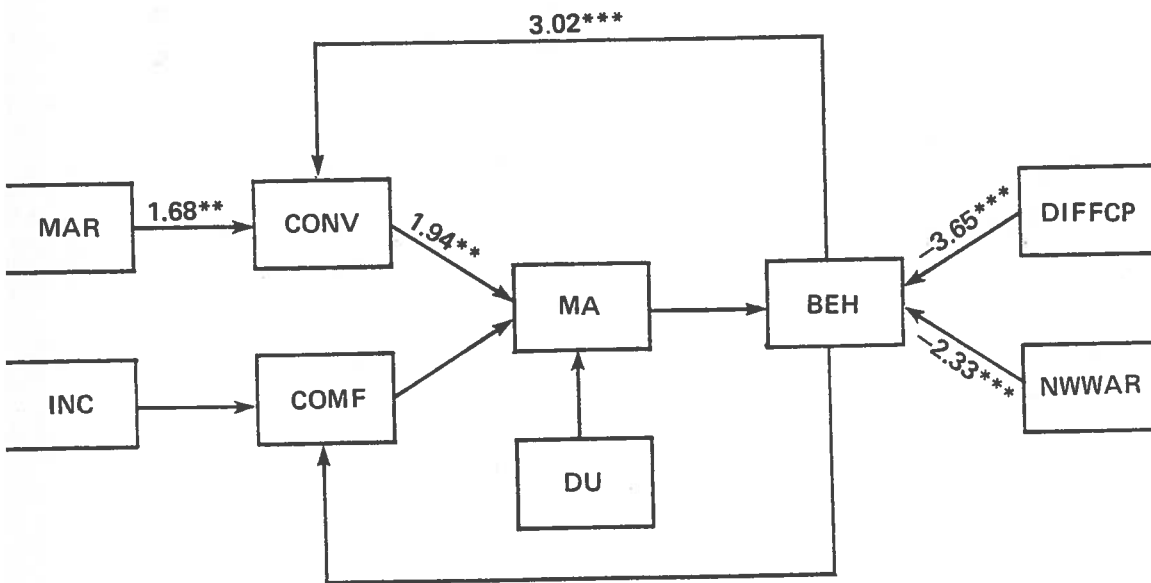 3.02***
MAR
1.68**
CONV
1.94**
MA
BEH
−3.65***
DIFFCP
−2.33***
NWWAR
INC
COMF
DU